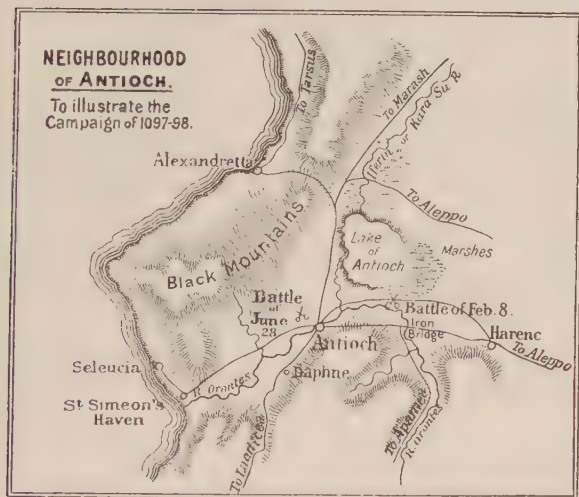 NEIGHBOURHOOD
OF ANTIOCH.
To illustrate the
Campaign of 1097-98.
To Tarsus
To Marash
Iferin or Kara Su R
Alexandretta
To Aleppo
Lake
of
Antioch
Marshes
Black Mountains
Battle
of
June
28
Battle of Feb. 8.
Iron
Bridge
Harenc
To Aleppo
Antioch
Seleucia
Daphne
R. Orontes
St. Simeon's
Haven
To Laodicea
To Apamea
R. Orontes